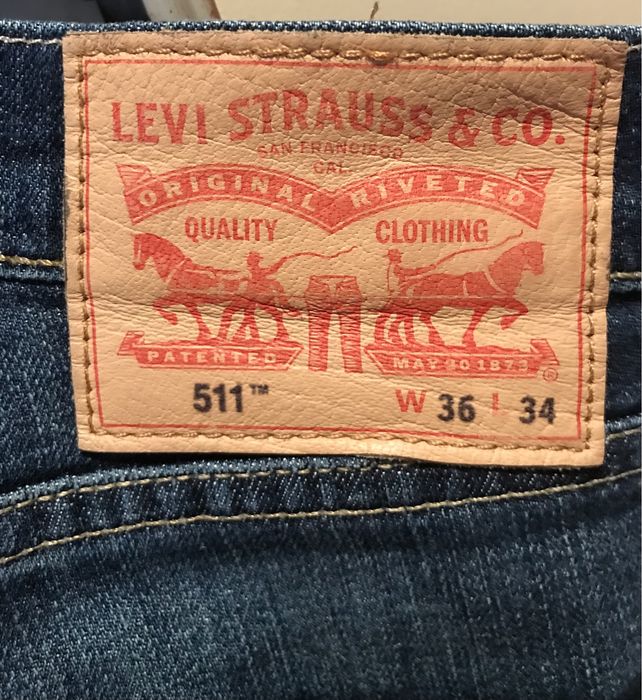 LEVI STRAUSS & CO.
SAN FRANCISCO
CAL.
ORIGINAL RIVETED
QUALITY CLOTHING
PATENTED MAY 20 1873
®
511™ W 36 L 34